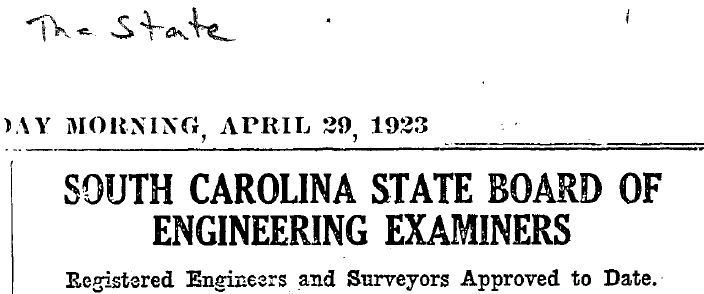 The State
DAY MORNING, APRIL 29, 1923
SOUTH CAROLINA STATE BOARD OF
ENGINEERING EXAMINERS
Registered Engineers and Surveyors Approved to Date.